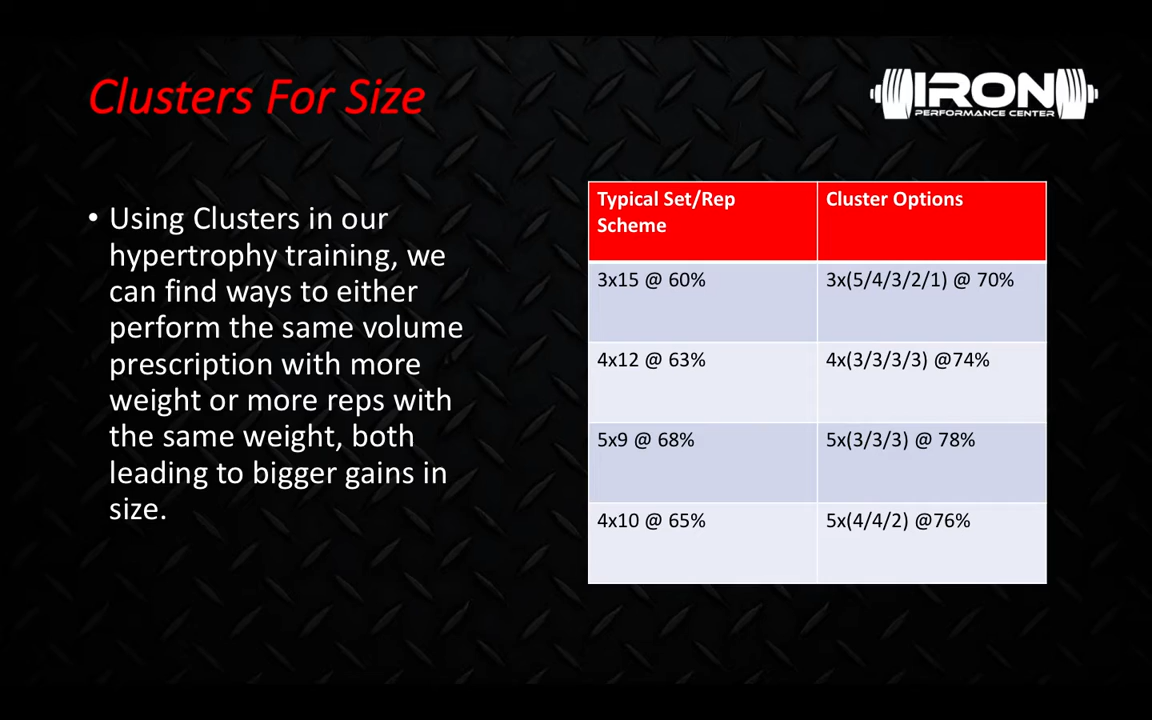 Clusters For Size
IRON
PERFORMANCE CENTER
• Using Clusters in our
hypertrophy training, we
can find ways to either
perform the same volume
prescription with more
weight or more reps with
the same weight, both
leading to bigger gains in
size.
Typical Set/Rep
Scheme
Cluster Options
3x15 @ 60%
3x(5/4/3/2/1) @ 70%
4x12 @ 63%
4x(3/3/3/3) @74%
5x9 @ 68%
5x(3/3/3) @ 78%
4x10 @ 65%
5x(4/4/2) @76%